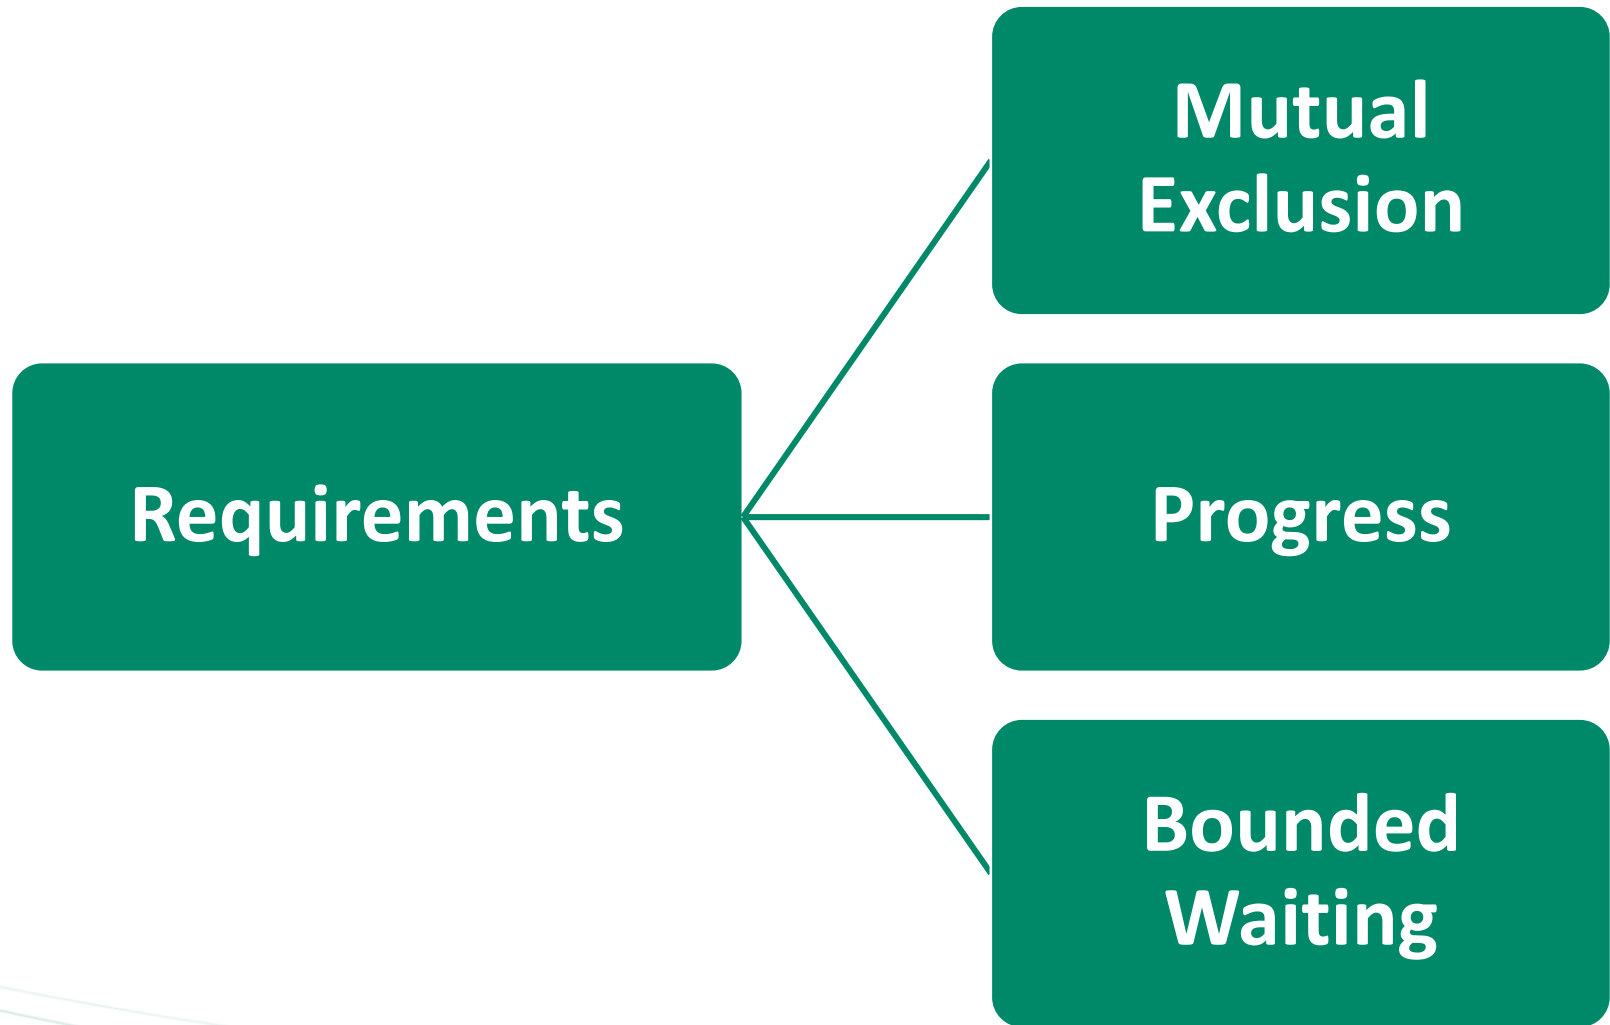 Requirements
Mutual
Exclusion
Progress
Bounded
Waiting